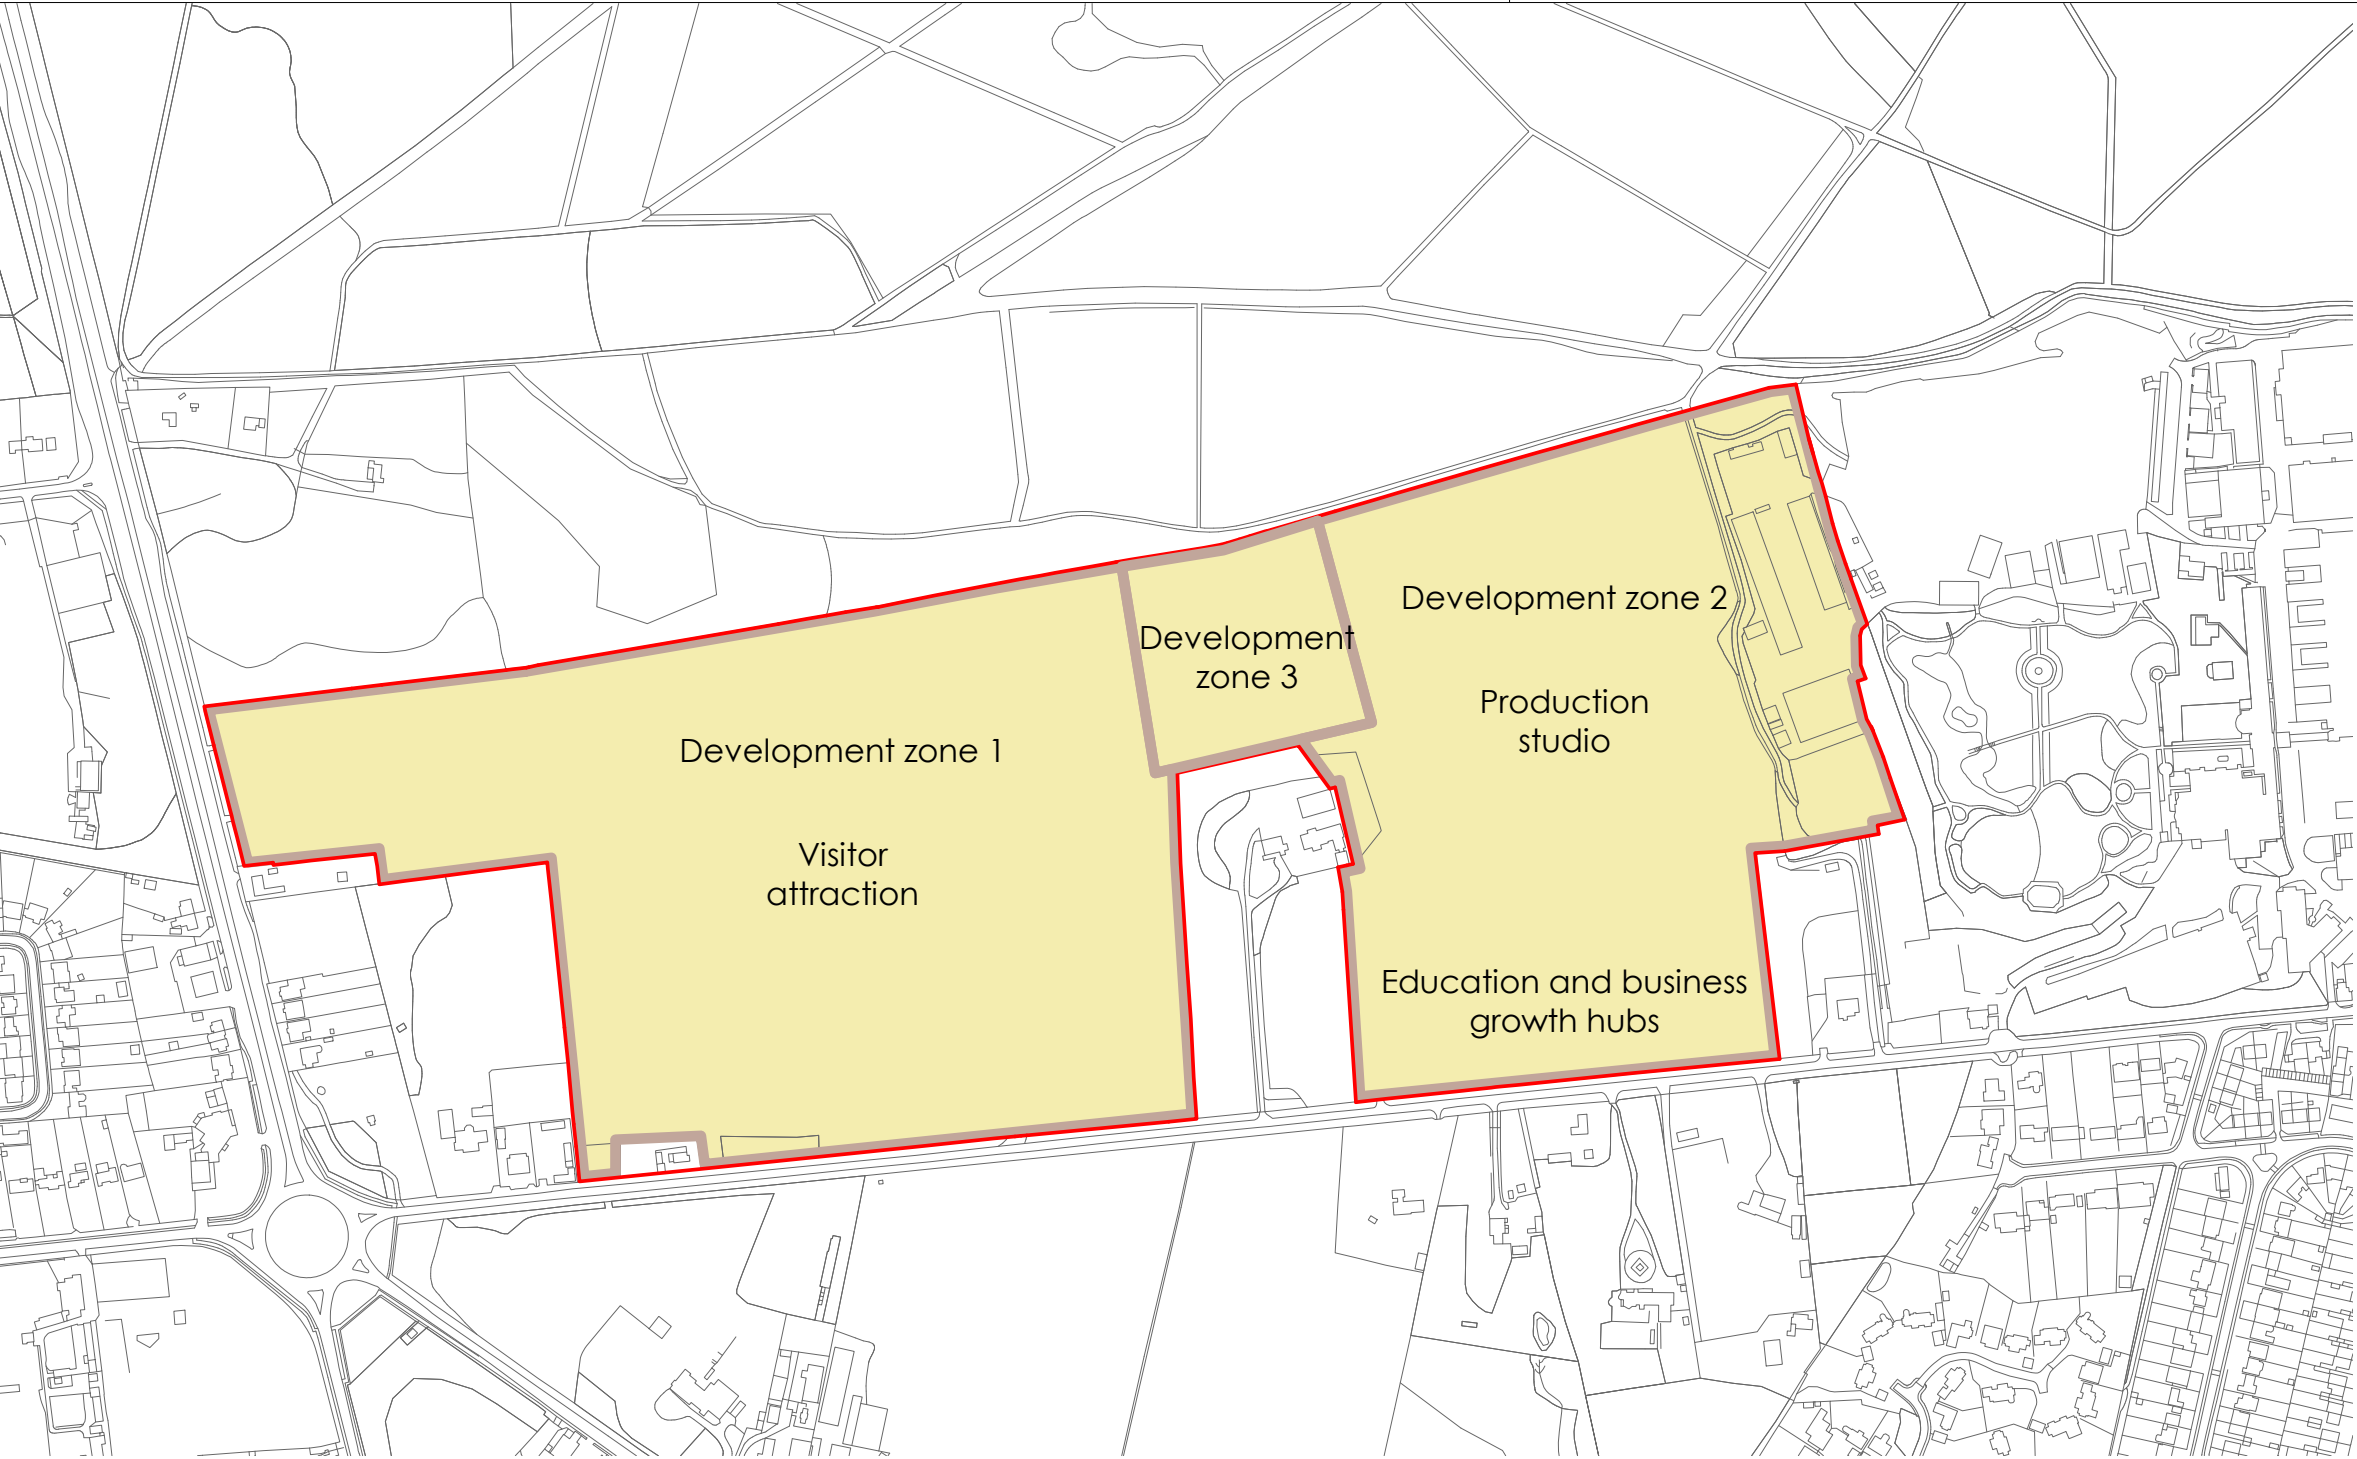 Development zone 1
Visitor
attraction
Development
zone 3
Development zone 2
Production
studio
Education and business
growth hubs